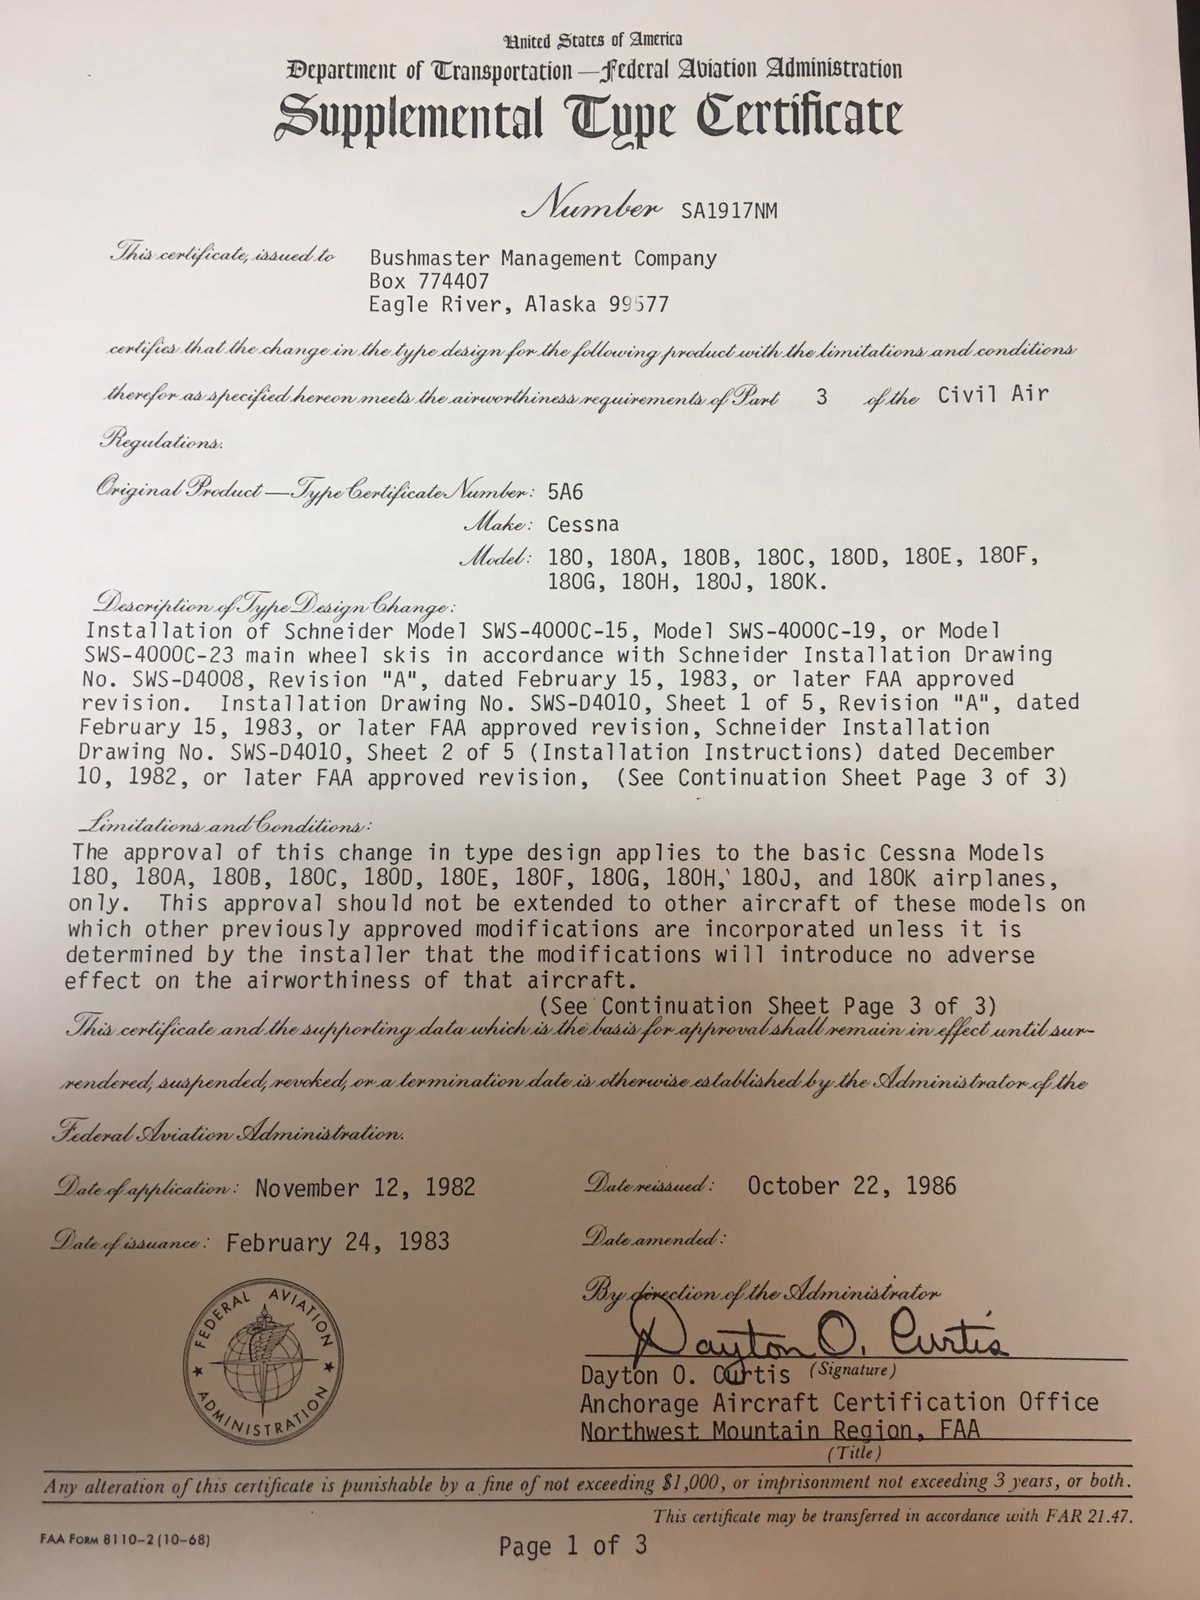 United States of America
Department of Transportation—Federal Aviation Administration
Supplemental Type Certificate
Number SA1917NM
This certificate, issued to Bushmaster Management Company
Box 774407
Eagle River, Alaska 99577
certifies that the change in the type design for the following product with the limitations and conditions
therefor as specified hereon meets the airworthiness requirements of Part 3 of the Civil Air
Regulations.
Original Product—Type Certificate Number: 5A6
Make: Cessna
Model: 180, 180A, 180B, 180C, 180D, 180E, 180F,
180G, 180H, 180J, 180K.
Description of Type Design Change:
Installation of Schneider Model SWS-4000C-15, Model SWS-4000C-19, or Model
SWS-4000C-23 main wheel skis in accordance with Schneider Installation Drawing
No. SWS-D4008, Revision "A", dated February 15, 1983, or later FAA approved
revision. Installation Drawing No. SWS-D4010, Sheet 1 of 5, Revision "A", dated
February 15, 1983, or later FAA approved revision, Schneider Installation
Drawing No. SWS-D4010, Sheet 2 of 5 (Installation Instructions) dated December
10, 1982, or later FAA approved revision, (See Continuation Sheet Page 3 of 3)
Limitations and Conditions:
The approval of this change in type design applies to the basic Cessna Models
180, 180A, 180B, 180C, 180D, 180E, 180F, 180G, 180H, 180J, and 180K airplanes,
only. This approval should not be extended to other aircraft of these models on
which other previously approved modifications are incorporated unless it is
determined by the installer that the modifications will introduce no adverse
effect on the airworthiness of that aircraft.
(See Continuation Sheet Page 3 of 3)
This certificate and the supporting data which is the basis for approval shall remain in effect until sur-
rendered, suspended, revoked, or a termination date is otherwise established by the Administrator of the
Federal Aviation Administration.
Date of application: November 12, 1982 Date reissued: October 22, 1986
Date of issuance: February 24, 1983 Date amended:
FEDERAL AVIATION ADMINISTRATION
By direction of the Administrator
Dayton O. Curtis
Dayton O. Curtis (Signature)
Anchorage Aircraft Certification Office
Northwest Mountain Region, FAA
(Title)
Any alteration of this certificate is punishable by a fine of not exceeding $1,000, or imprisonment not exceeding 3 years, or both.
This certificate may be transferred in accordance with FAR 21.47.
FAA FORM 8110-2 (10-68)
Page 1 of 3